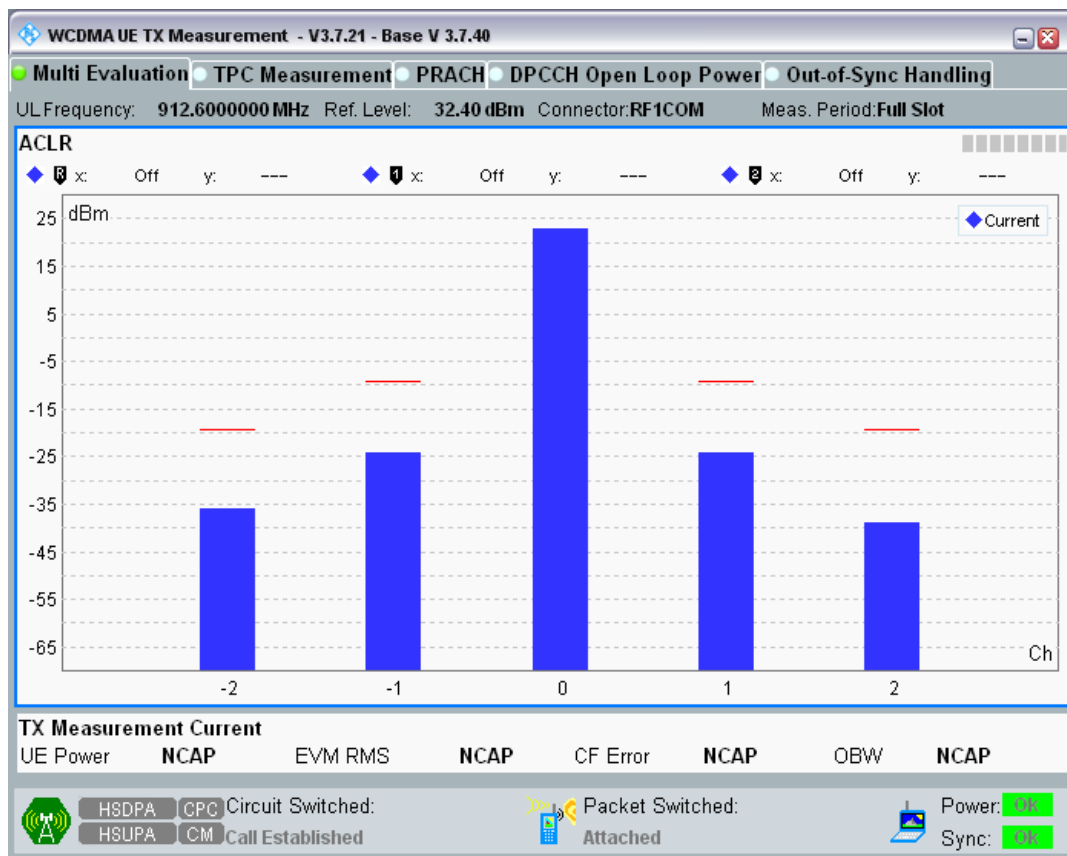 WCDMA UE TX Measurement - V3.7.21 - Base V 3.7.40
Multi Evaluation TPC Measurement PRACH DPCCH Open Loop Power Out-of-Sync Handling
UL Frequency: 912.6000000 MHz Ref. Level: 32.40 dBm Connector:RF1COM Meas. Period:Full Slot
ACLR
R x: Off y: --- 1 x: Off y: --- 2 x: Off y: ---
dBm
Current
25
15
5
-5
-15
-25
-35
-45
-55
-65
Ch
-2 -1 0 1 2
TX Measurement Current
UE Power NCAP EVM RMS NCAP CF Error NCAP OBW NCAP
HSDPA CPC Circuit Switched: Packet Switched: Power: Ok
HSUPA CM Call Established Attached Sync: Ok